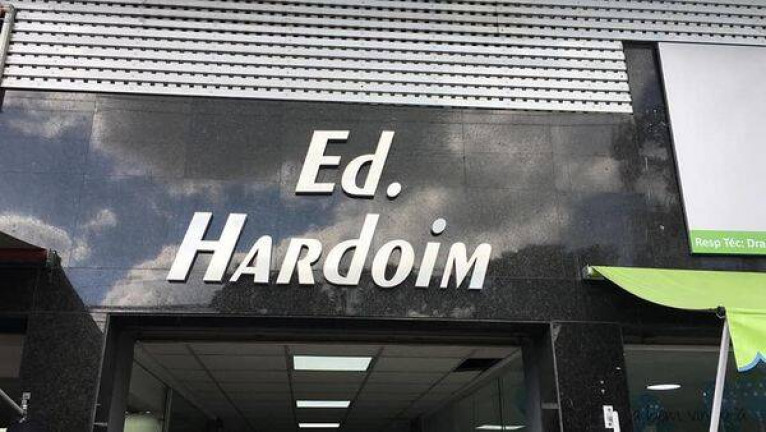 Ed.
HARdOiM
Resp Téc: Dra